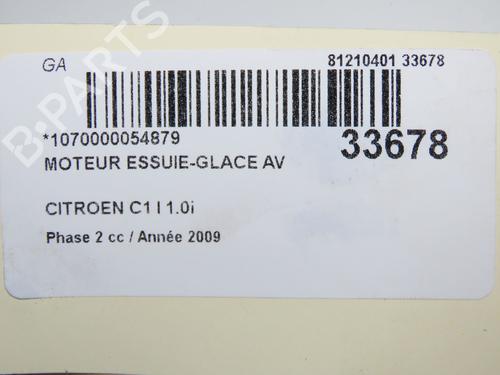 GA
81210401 33678
*1070000054879
33678
MOTEUR ESSUIE-GLACE AV
CITROEN C1 I 1.0i
Phase 2 cc / Année 2009
B-PARTS